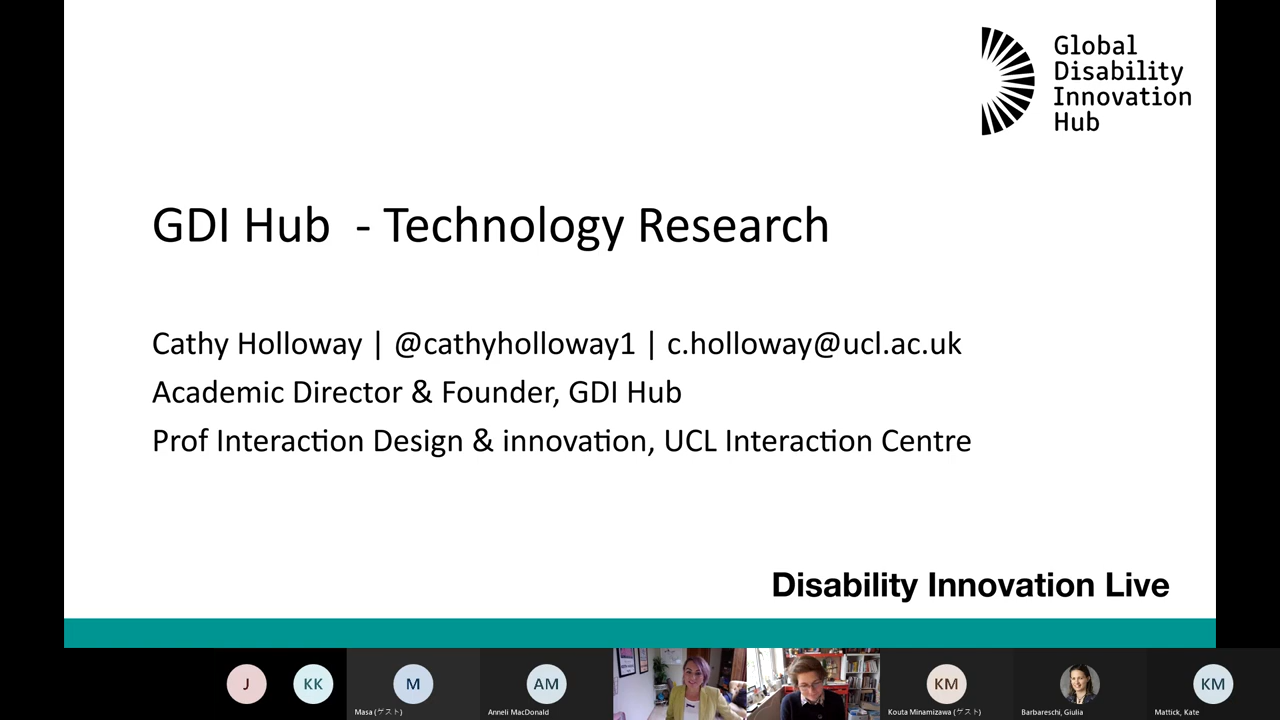 Global
Disability
Innovation
Hub
GDI Hub  - Technology Research
Cathy Holloway | @cathyholloway1 | c.holloway@ucl.ac.uk
Academic Director & Founder, GDI Hub
Prof Interaction Design & innovation, UCL Interaction Centre
Disability Innovation Live
J
KK
M
AM
KM
KM
Masa (ゲスト)
Anneli MacDonald
Kouta Minamizawa (ゲスト)
Barbareschi, Giulia
Mattick, Kate